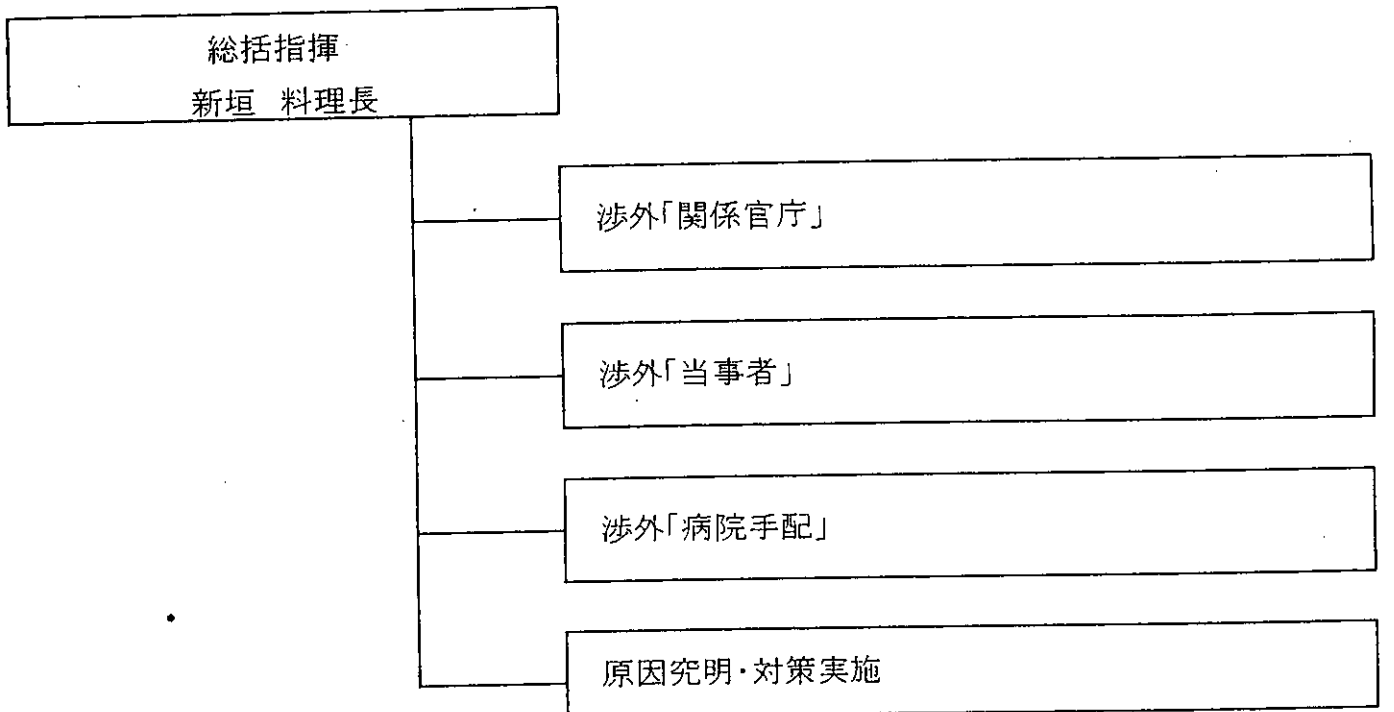 総括指揮
新垣 料理長
渉外「関係官庁」
渉外「当事者」
渉外「病院手配」
原因究明・対策実施